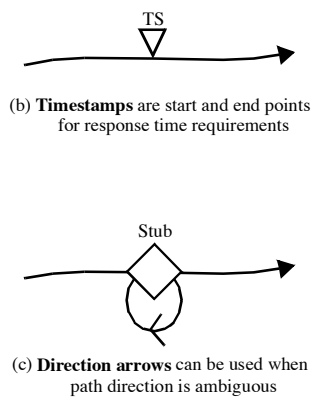 TS
(b) Timestamps are start and end points
for response time requirements
Stub
(c) Direction arrows can be used when
path direction is ambiguous